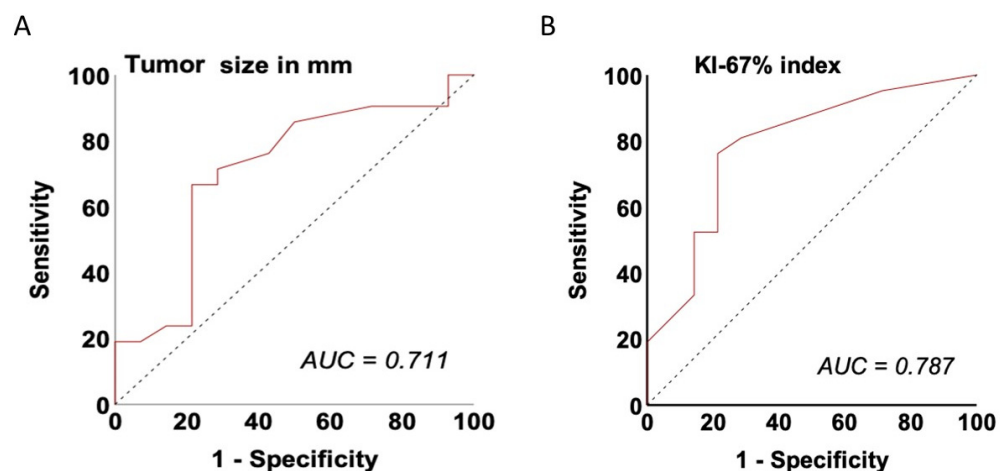 A
Tumor size in mm
100
80
60
40
20
0
Sensitivity
AUC = 0.711
0 20 40 60 80 100
1 - Specificity
B
KI-67% index
100
80
60
40
20
0
Sensitivity
AUC = 0.787
0 20 40 60 80 100
1 - Specificity